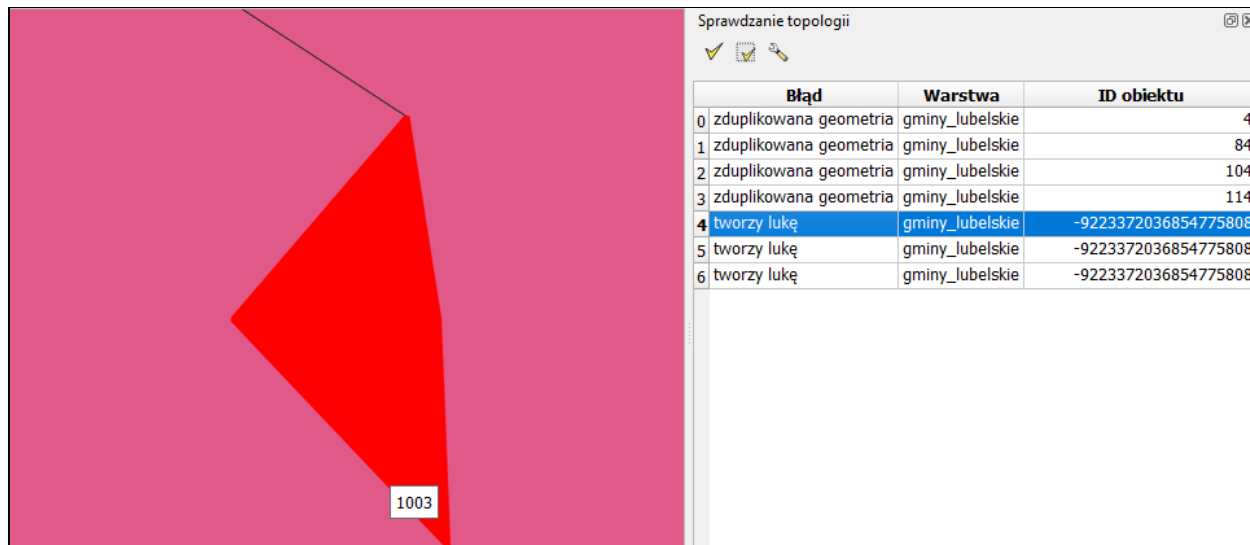 Sprawdzanie topologii
Błąd Warstwa ID obiektu
0 zduplikowana geometria gminy_lubelskie 4
1 zduplikowana geometria gminy_lubelskie 84
2 zduplikowana geometria gminy_lubelskie 104
3 zduplikowana geometria gminy_lubelskie 114
4 tworzy lukę gminy_lubelskie -9223372036854775808
5 tworzy lukę gminy_lubelskie -9223372036854775808
6 tworzy lukę gminy_lubelskie -9223372036854775808
1003